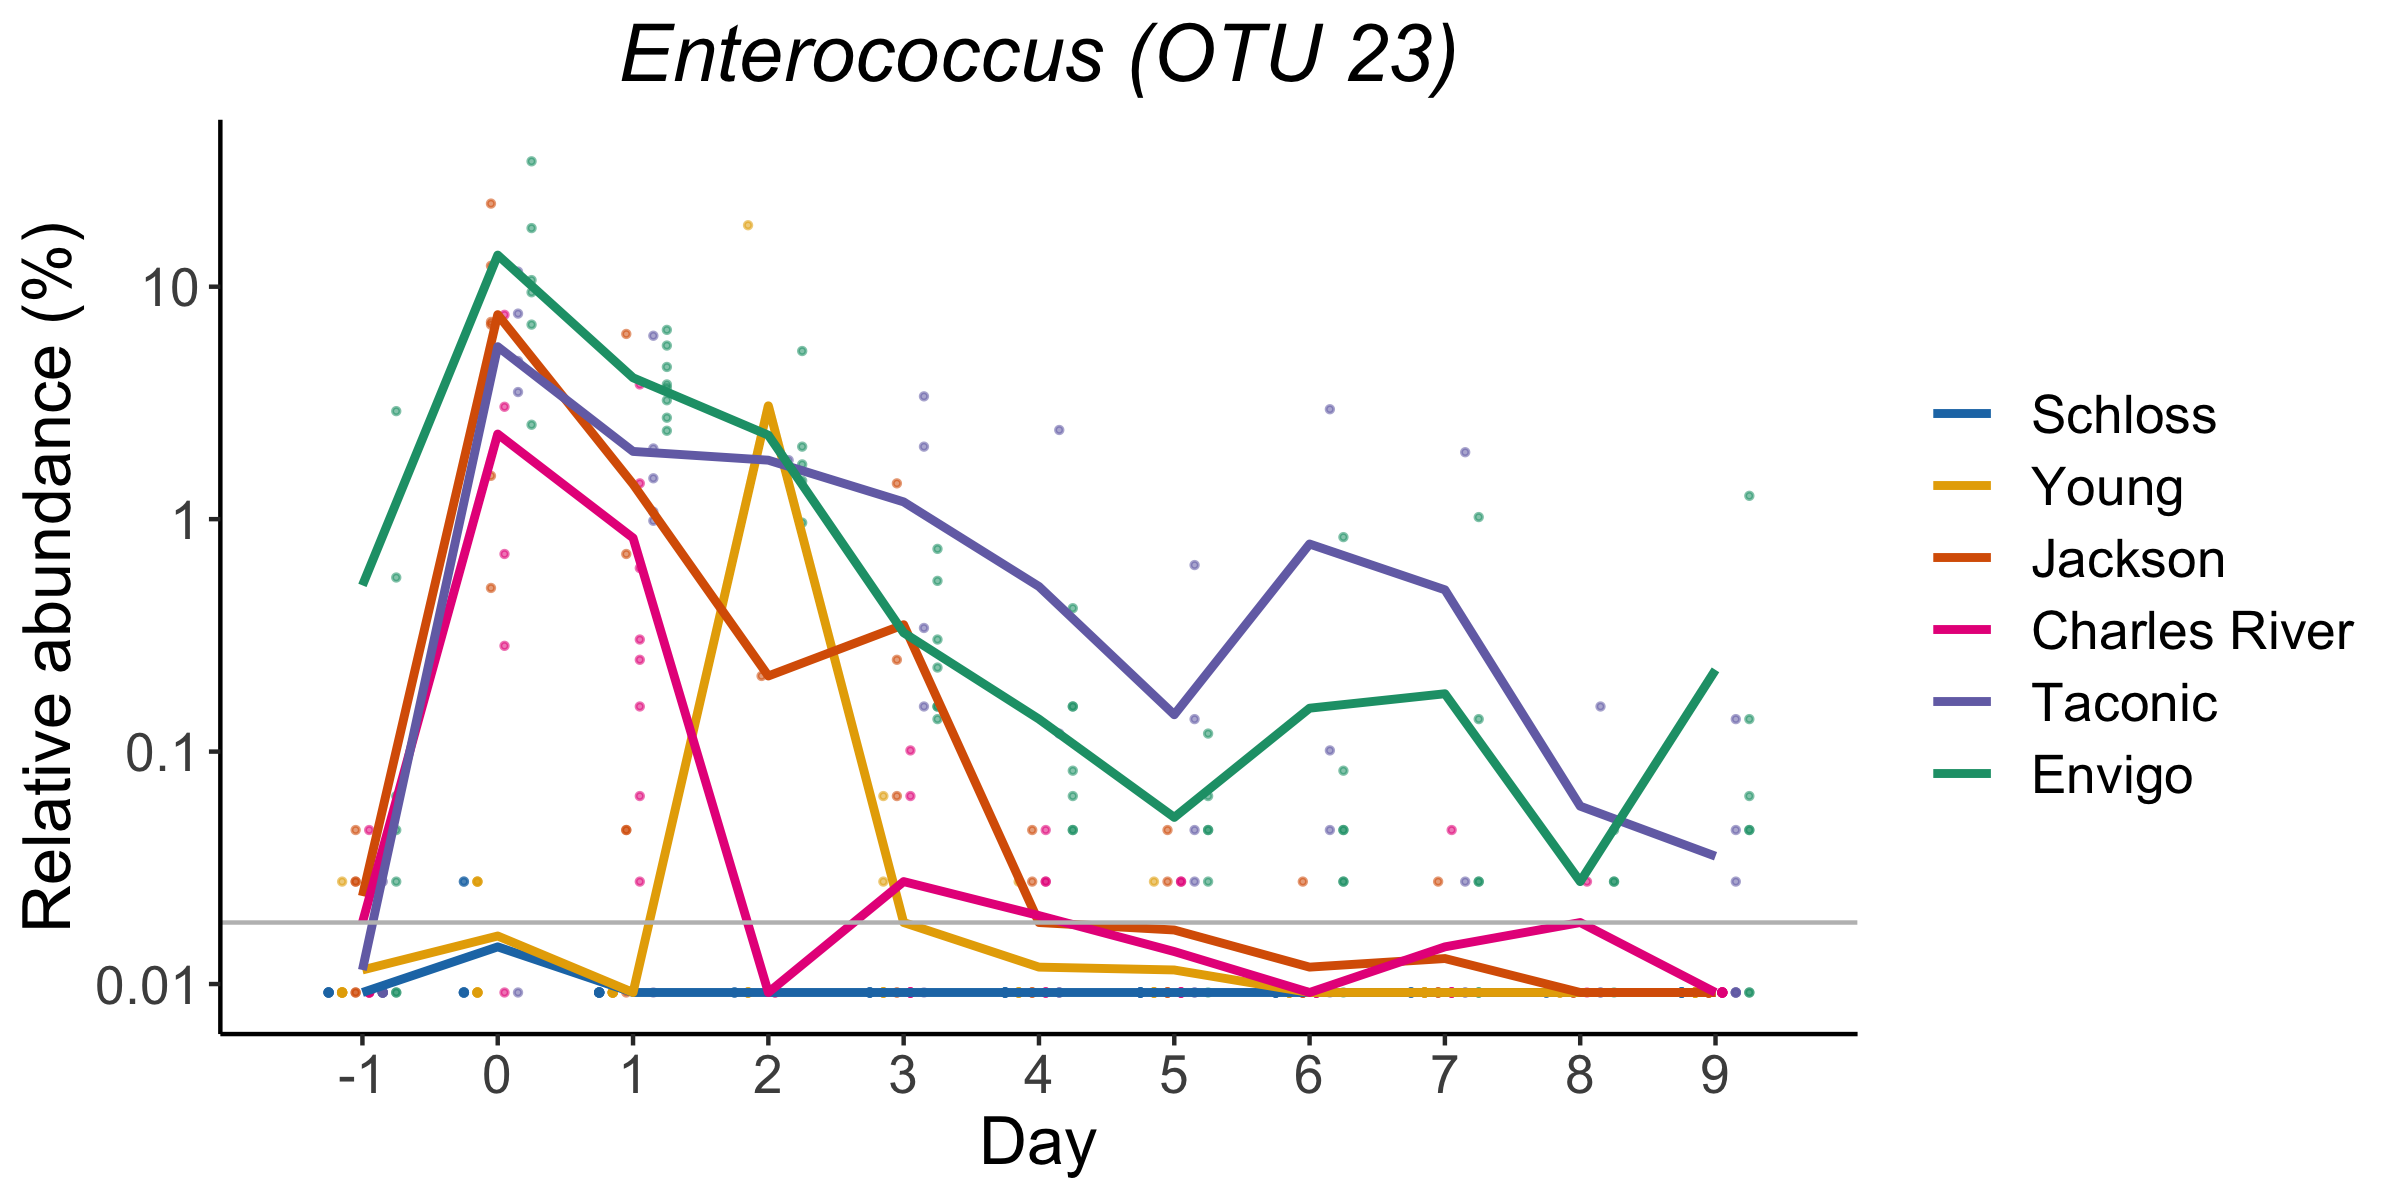 Enterococcus (OTU 23)
Relative abundance (%)
10
1
0.1
0.01
-1 0 1 2 3 4 5 6 7 8 9
Day
Schloss
Young
Jackson
Charles River
Taconic
Envigo